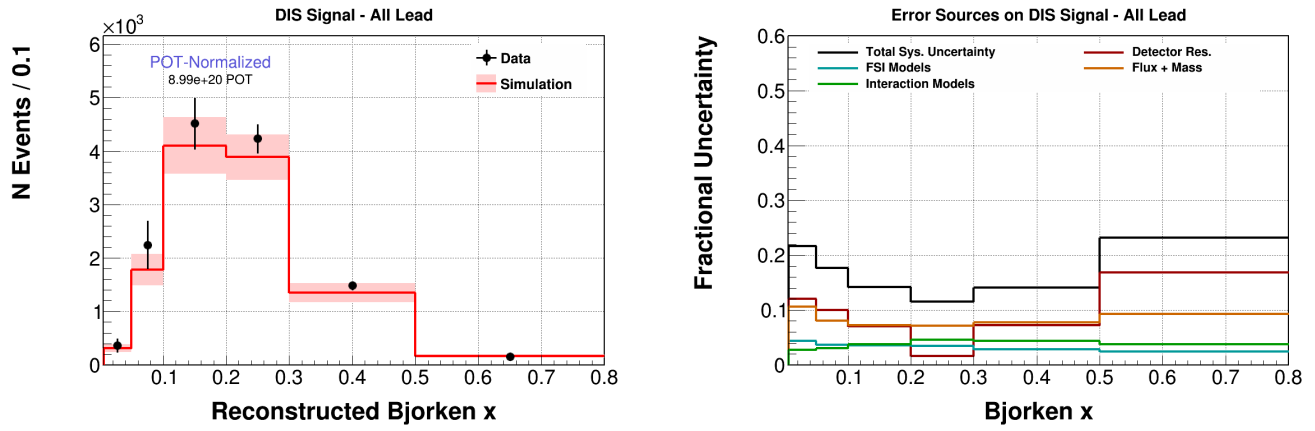 DIS Signal - All Lead
×10³
6
5
4
3
2
1
0
N Events / 0.1
POT-Normalized
8.99e+20 POT
Data
Simulation
0.1 0.2 0.3 0.4 0.5 0.6 0.7 0.8
Reconstructed Bjorken x
Error Sources on DIS Signal - All Lead
0.6
0.5
0.4
0.3
0.2
0.1
0
Fractional Uncertainty
Total Sys. Uncertainty
FSI Models
Interaction Models
Detector Res.
Flux + Mass
0.1 0.2 0.3 0.4 0.5 0.6 0.7 0.8
Bjorken x